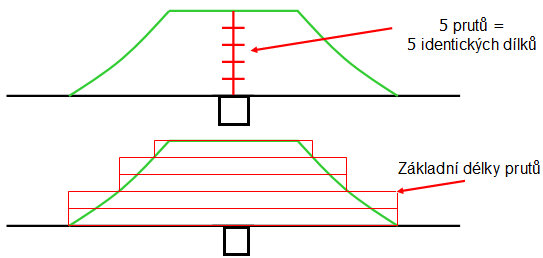 5 prutů =
5 identických dílků
Základní délky prutů